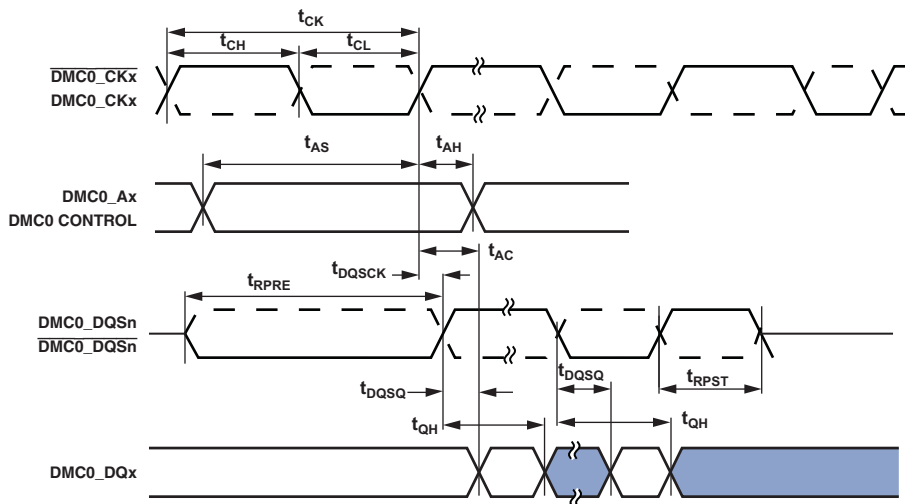 tCK
tCH
tCL
DMC0_CKx
DMC0_CKx
tAS
tAH
DMC0_Ax
DMC0 CONTROL
tAC
tDQSCK
tRPRE
DMC0_DQSn
DMC0_DQSn
tDQSQ
tDQSQ
tRPST
tQH
tQH
DMC0_DQx